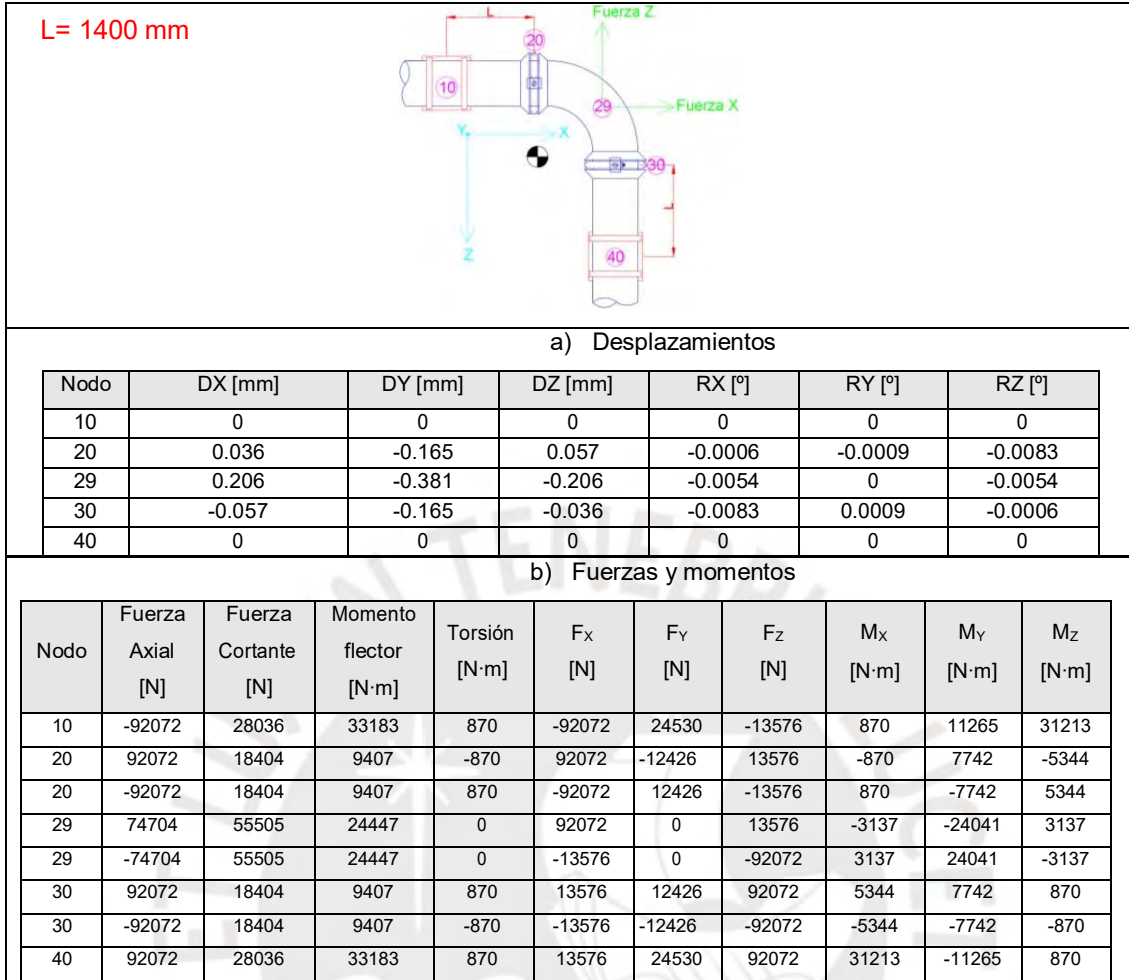 L= 1400 mm
L
Fuerza Z
20
10
29
Fuerza X
Y
X
30
L
Z
40
a) Desplazamientos
Nodo DX [mm] DY [mm] DZ [mm] RX [º] RY [º] RZ [º]
10 0 0 0 0 0 0
20 0.036 -0.165 0.057 -0.0006 -0.0009 -0.0083
29 0.206 -0.381 -0.206 -0.0054 0 -0.0054
30 -0.057 -0.165 -0.036 -0.0083 0.0009 -0.0006
40 0 0 0 0 0 0
b) Fuerzas y momentos
Nodo Fuerza Axial [N] Fuerza Cortante [N] Momento flector [N·m] Torsión [N·m] FX [N] FY [N] FZ [N] MX [N·m] MY [N·m] MZ [N·m]
10 -92072 28036 33183 870 -92072 24530 -13576 870 11265 31213
20 92072 18404 9407 -870 92072 -12426 13576 -870 7742 -5344
20 -92072 18404 9407 870 -92072 12426 -13576 870 -7742 5344
29 74704 55505 24447 0 92072 0 13576 -3137 -24041 3137
29 -74704 55505 24447 0 -13576 0 -92072 3137 24041 -3137
30 92072 18404 9407 870 13576 12426 92072 5344 7742 870
30 -92072 18404 9407 -870 -13576 -12426 -92072 -5344 -7742 -870
40 92072 28036 33183 870 13576 24530 92072 31213 -11265 870